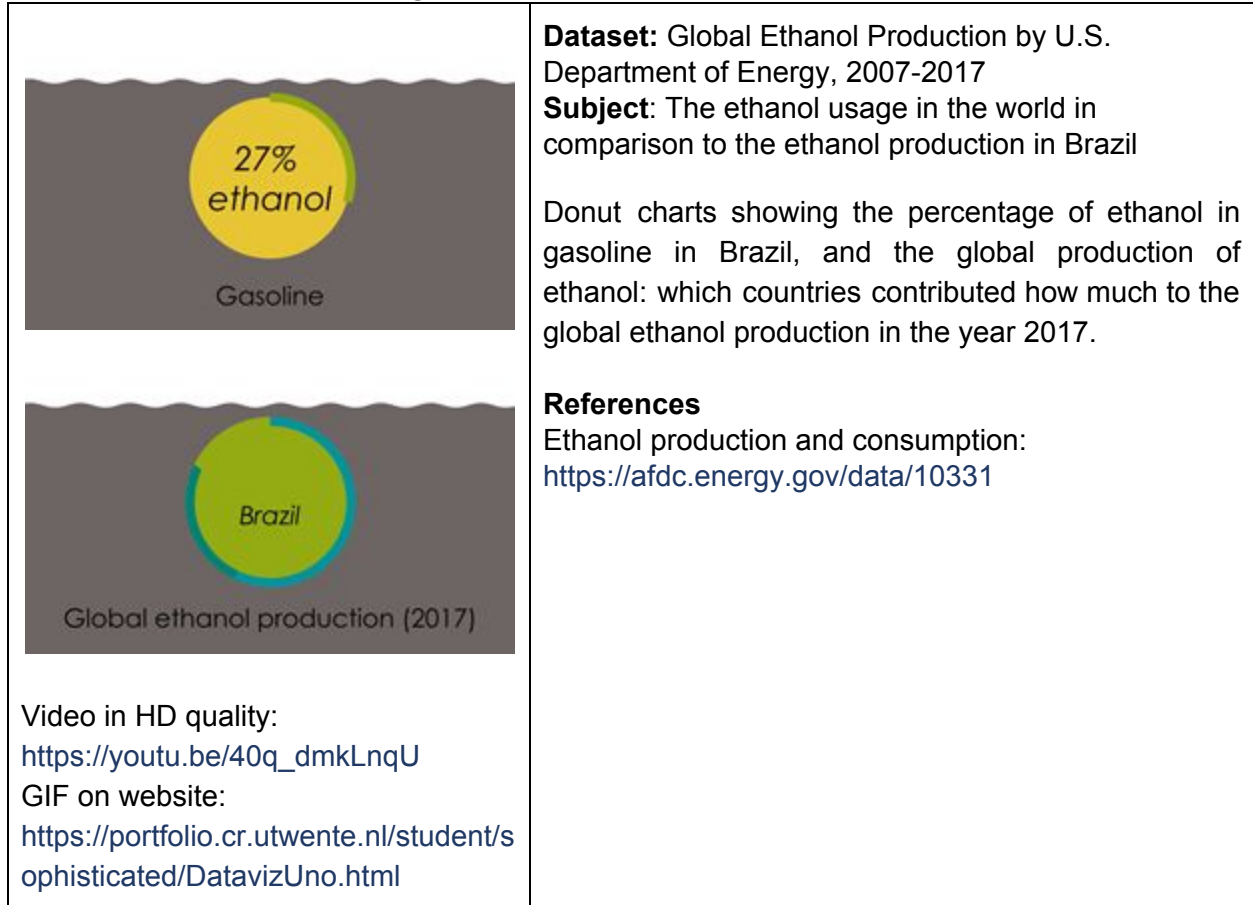 27%
ethanol
Gasoline
Brazil
Global ethanol production (2017)
Video in HD quality:
https://youtu.be/40q_dmkLnqU
GIF on website:
https://portfolio.cr.utwente.nl/student/s
ophisticated/DatavizUno.html
Dataset: Global Ethanol Production by U.S.
Department of Energy, 2007-2017
Subject: The ethanol usage in the world in
comparison to the ethanol production in Brazil
Donut charts showing the percentage of ethanol in
gasoline in Brazil, and the global production of
ethanol: which countries contributed how much to the
global ethanol production in the year 2017.
References
Ethanol production and consumption:
https://afdc.energy.gov/data/10331